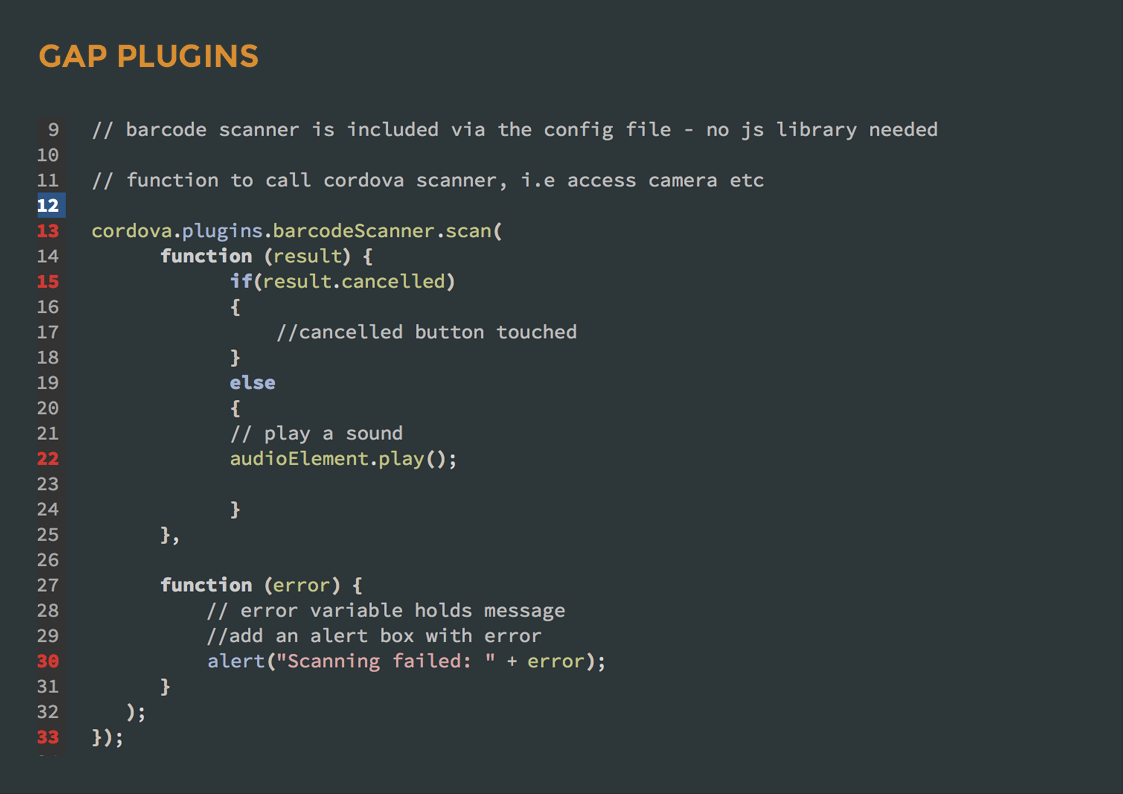 GAP PLUGINS
9 // barcode scanner is included via the config file - no js library needed
10
11 // function to call cordova scanner, i.e access camera etc
12
13 cordova.plugins.barcodeScanner.scan(
14 function (result) {
15 if(result.cancelled)
16 {
17 //cancelled button touched
18 }
19 else
20 {
21 // play a sound
22 audioElement.play();
23
24 }
25 },
26
27 function (error) {
28 // error variable holds message
29 //add an alert box with error
30 alert("Scanning failed: " + error);
31 }
32 );
33 });